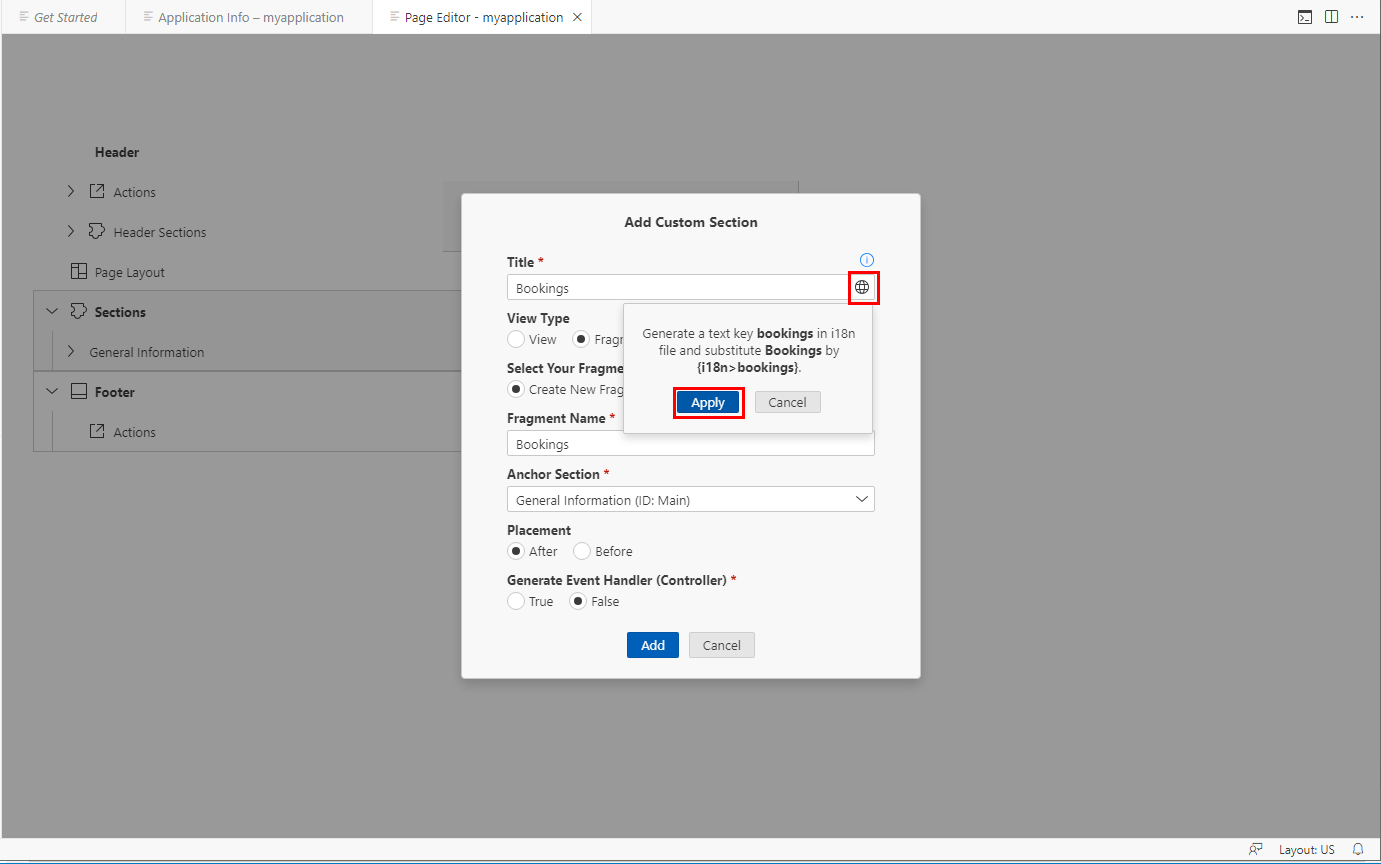 Get Started
Application Info – myapplication
Page Editor - myapplication
Header
Actions
Header Sections
Page Layout
Sections
General Information
Footer
Actions
Add Custom Section
Title *
Bookings
View Type
View Fragr
Generate a text key bookings in i18n
file and substitute Bookings by
{i18n>bookings}.
Apply Cancel
Select Your Fragme
Create New Frag
Fragment Name *
Bookings
Anchor Section *
General Information (ID: Main)
Placement
After Before
Generate Event Handler (Controller) *
True False
Add Cancel
Layout: US